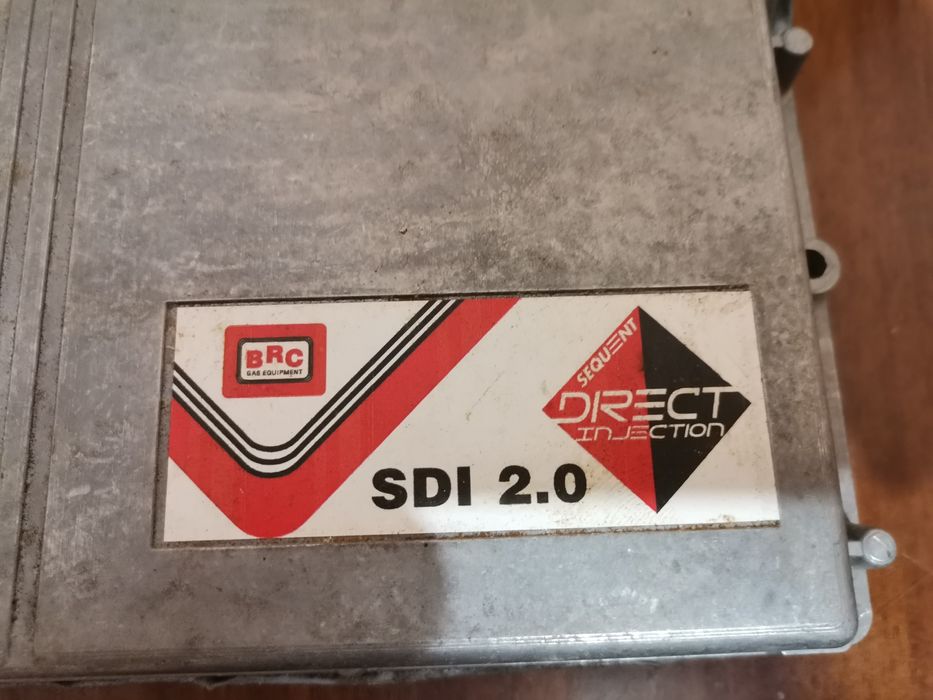 BRC
GAS EQUIPMENT
SEQUENT
DIRECT
INJECTION
SDI 2.0